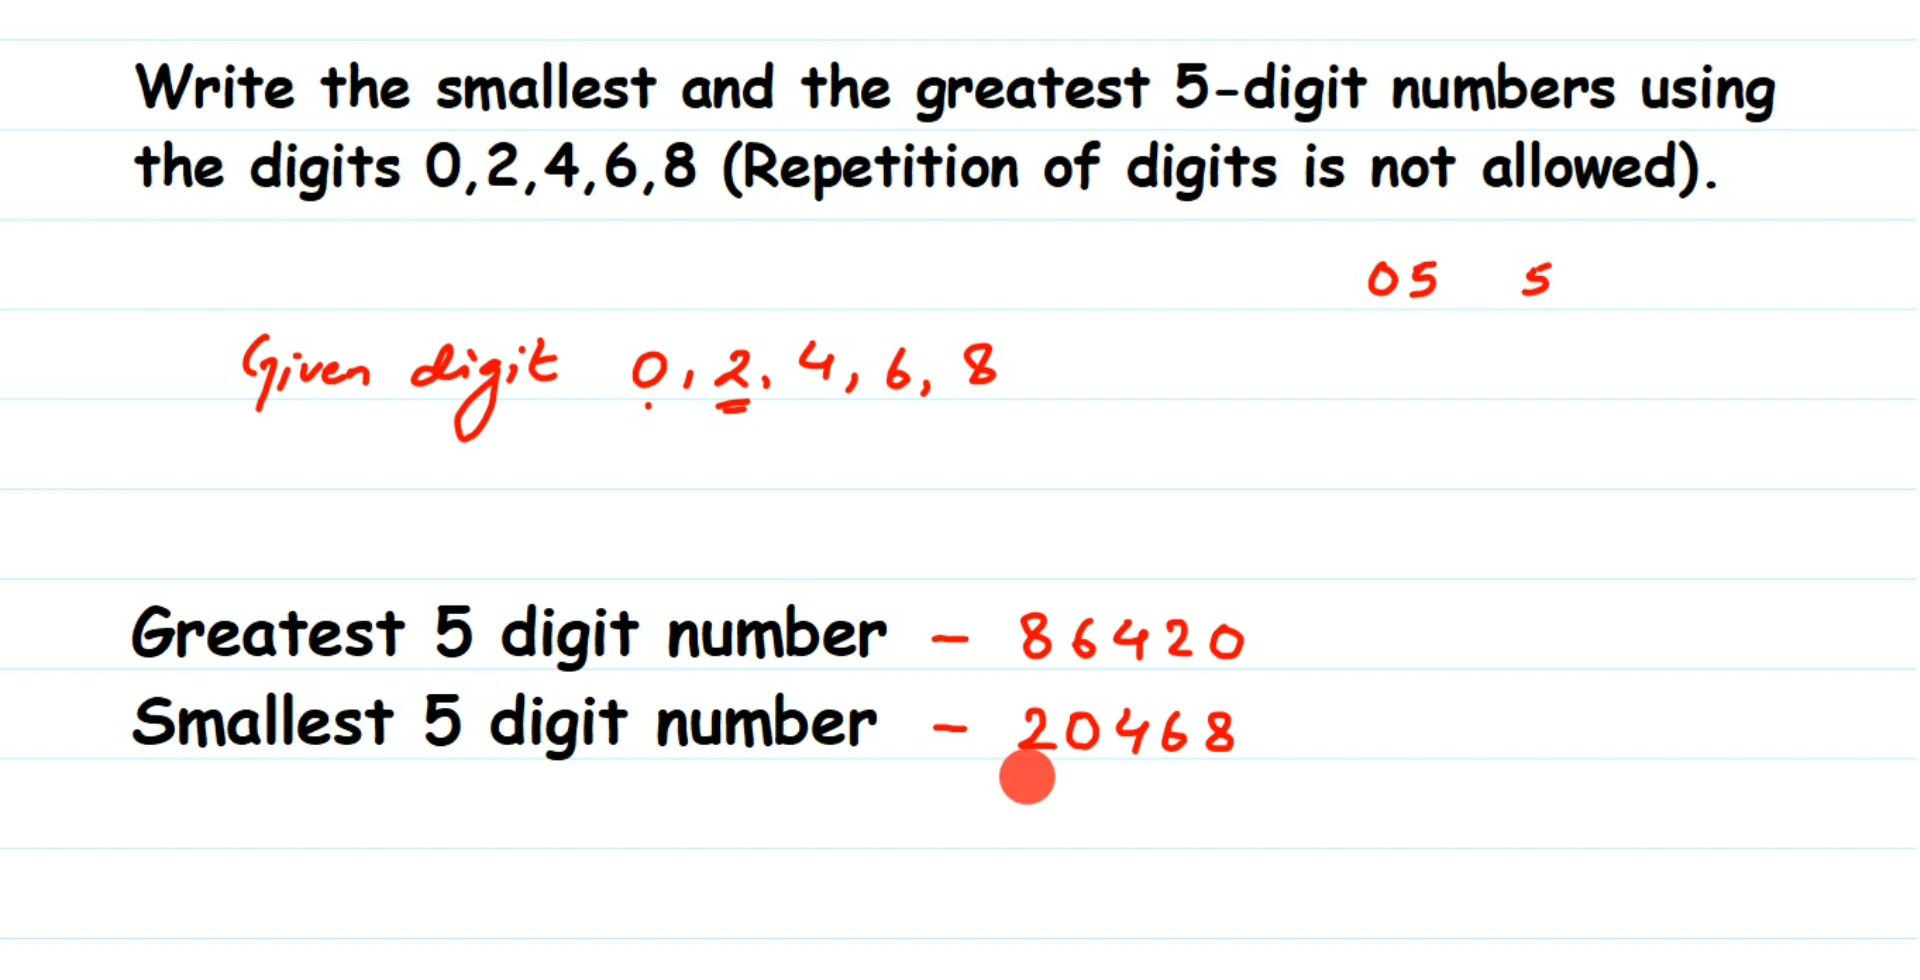 Write the smallest and the greatest 5-digit numbers using
the digits 0,2,4,6,8 (Repetition of digits is not allowed).
05 5
Given digit 0, 2, 4, 6, 8
Greatest 5 digit number - 86420
Smallest 5 digit number - 20468